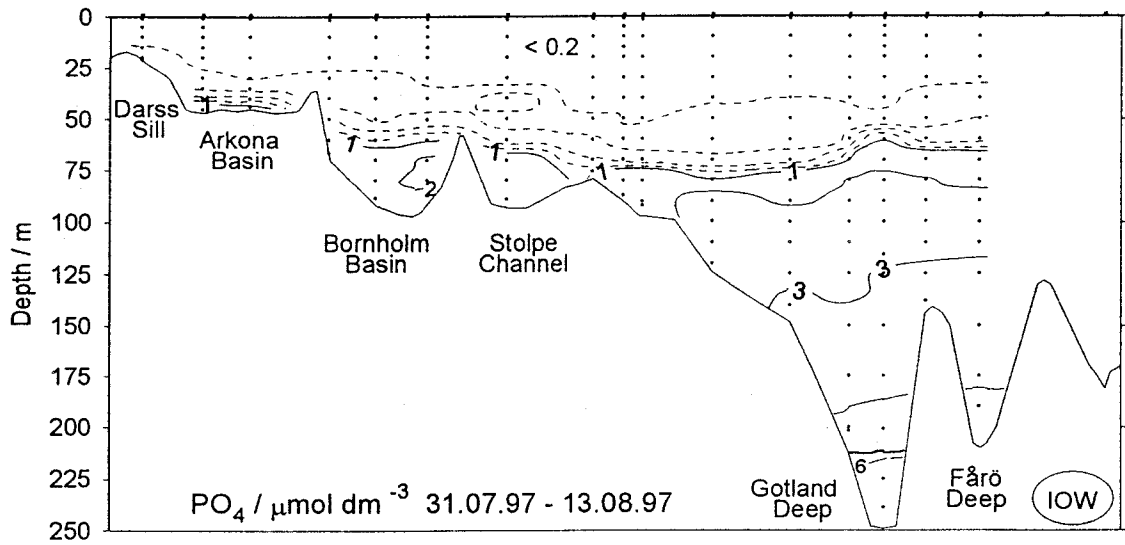 0
25
50
75
100
125
150
175
200
225
250
Depth / m
< 0.2
Darss
Sill
1
Arkona
Basin
1
2
Bornholm
Basin
1
Stolpe
Channel
1
1
3
3
6
Gotland
Deep
Fårö
Deep
IOW
PO₄ / μmol dm⁻³ 31.07.97 - 13.08.97